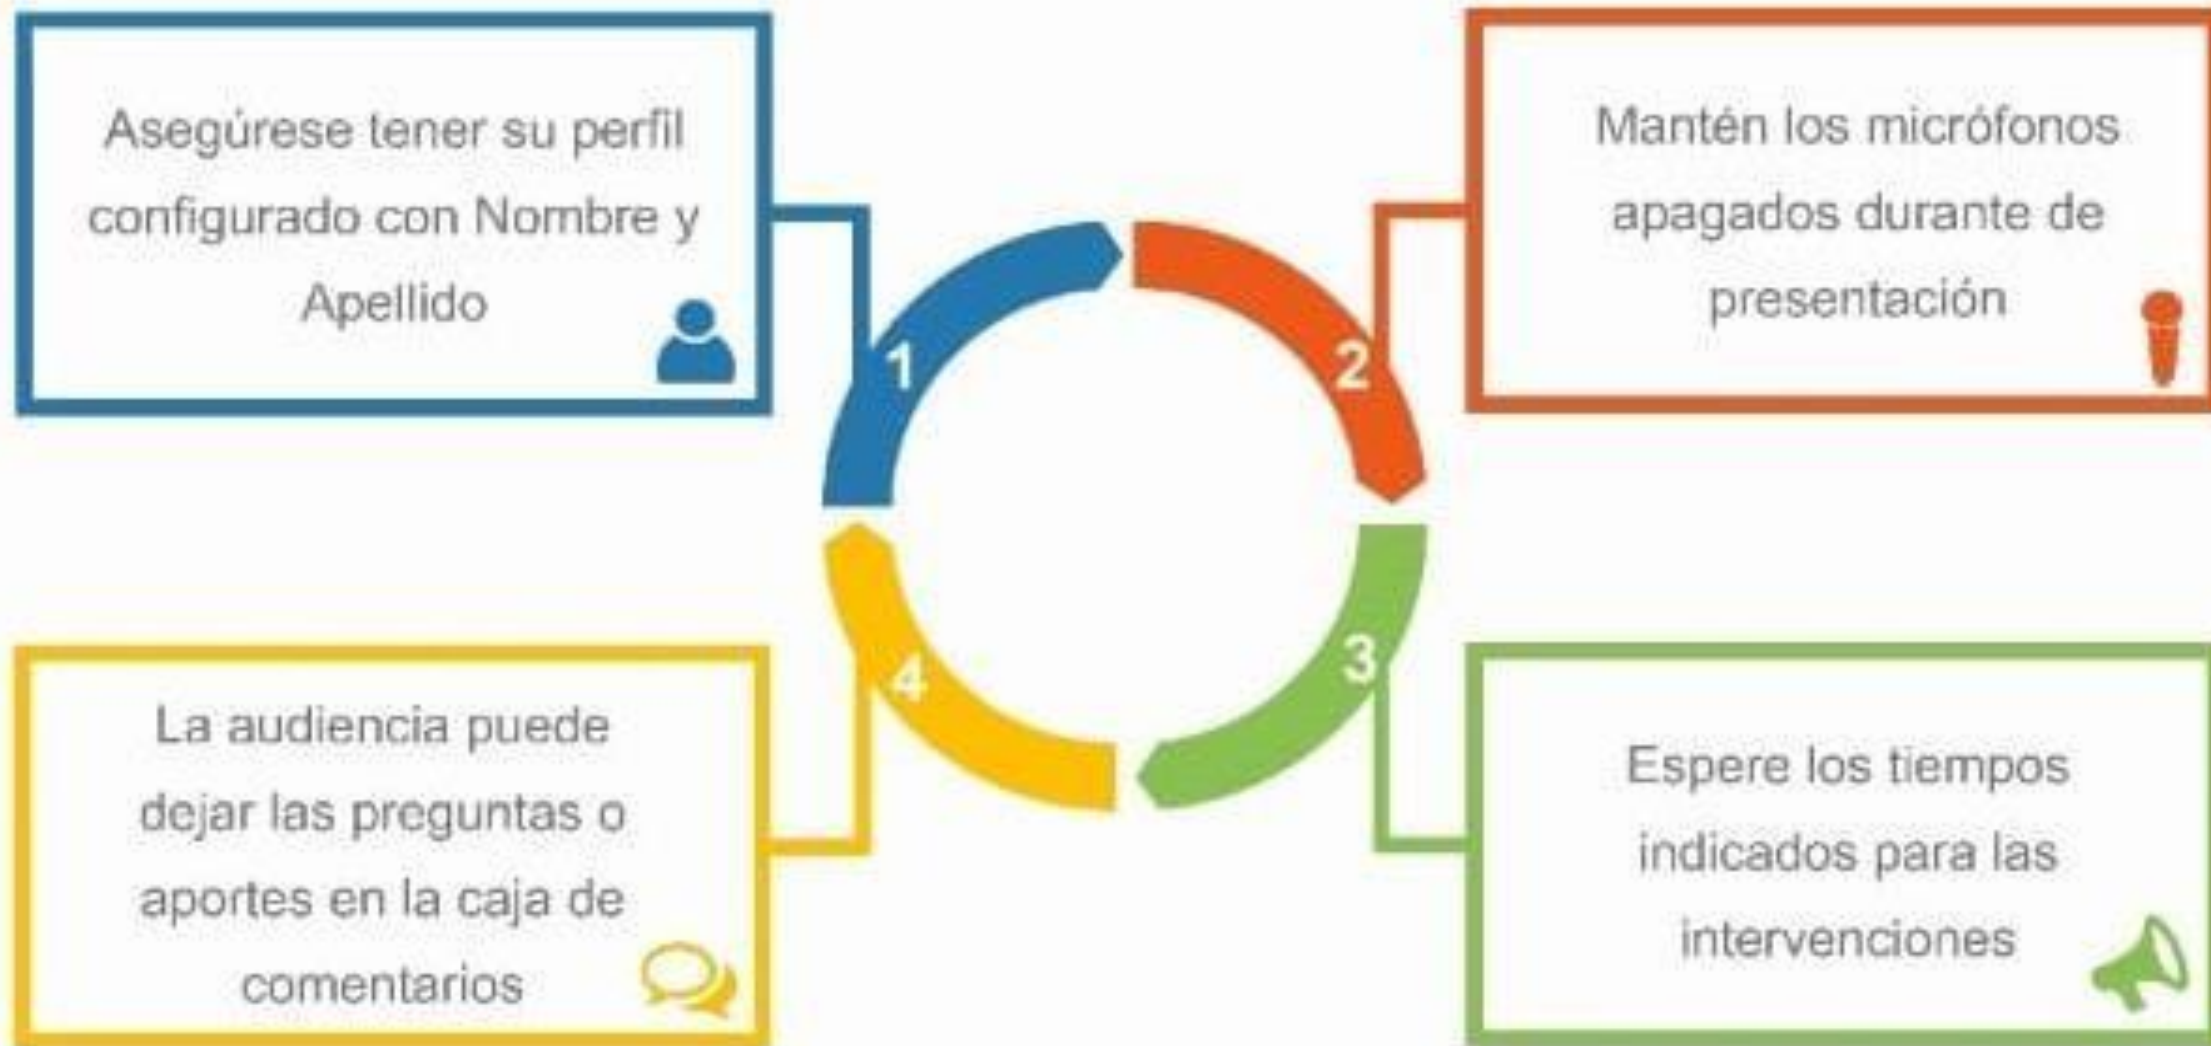 Asegúrese tener su perfil
configurado con Nombre y
Apellido
1
Mantén los micrófonos
apagados durante de
presentación
2
Espere los tiempos
indicados para las
intervenciones
3
La audiencia puede
dejar las preguntas o
aportes en la caja de
comentarios
4